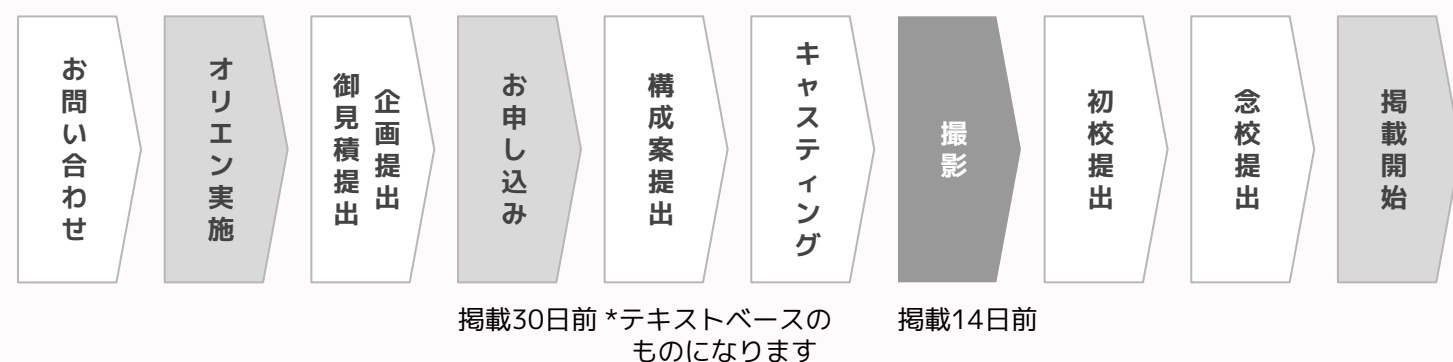 お問い合わせ
オリエン実施
企画提出
御見積提出
お申し込み
構成案提出
キャスティング
撮影
初校提出
念校提出
掲載開始
掲載30日前
*テキストベースの
ものになります
掲載14日前